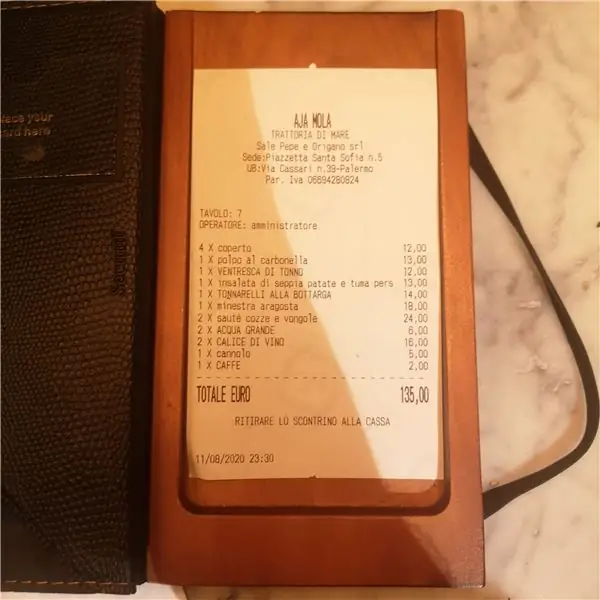 place your
card here
AJA MOLA
TRATTORIA DI MARE
Sale Pepe e Origano srl
Sede:Piazzetta Santa Sofia n.5
UB:Via Cassari n.39-Palermo
Par. Iva 06694280824
TAVOLO: 7
OPERATORE: amministratore
4 X coperto 12,00
1 X polpo al carbonella 13,00
1 X VENTRESCA DI TONNO 12,00
1 X insalata di seppia patate e tuma pers 13,00
1 X TONNARELLI ALLA BOTTARGA 14,00
1 X minestra aragosta 18,00
2 X sautè cozze e vongole 24,00
2 X ACQUA GRANDE 6,00
2 X CALICE DI VINO 16,00
1 X cannolo 5,00
1 X CAFFE 2,00
TOTALE EURO 135,00
RITIRARE LO SCONTRINO ALLA CASSA
11/08/2020 23:30